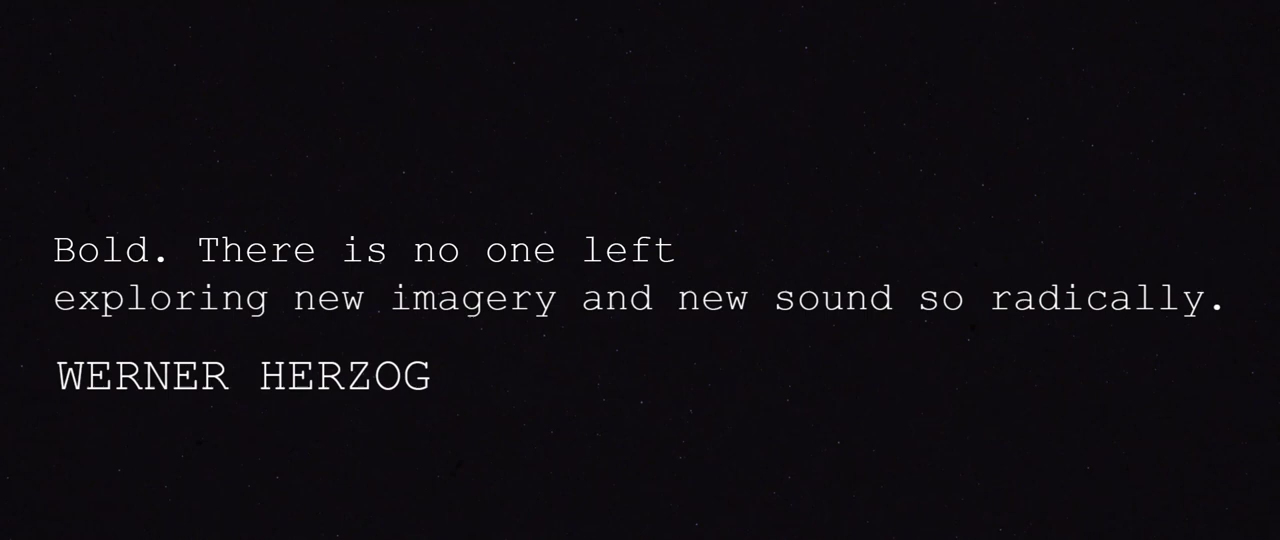 Bold. There is no one left
exploring new imagery and new sound so radically.
WERNER HERZOG